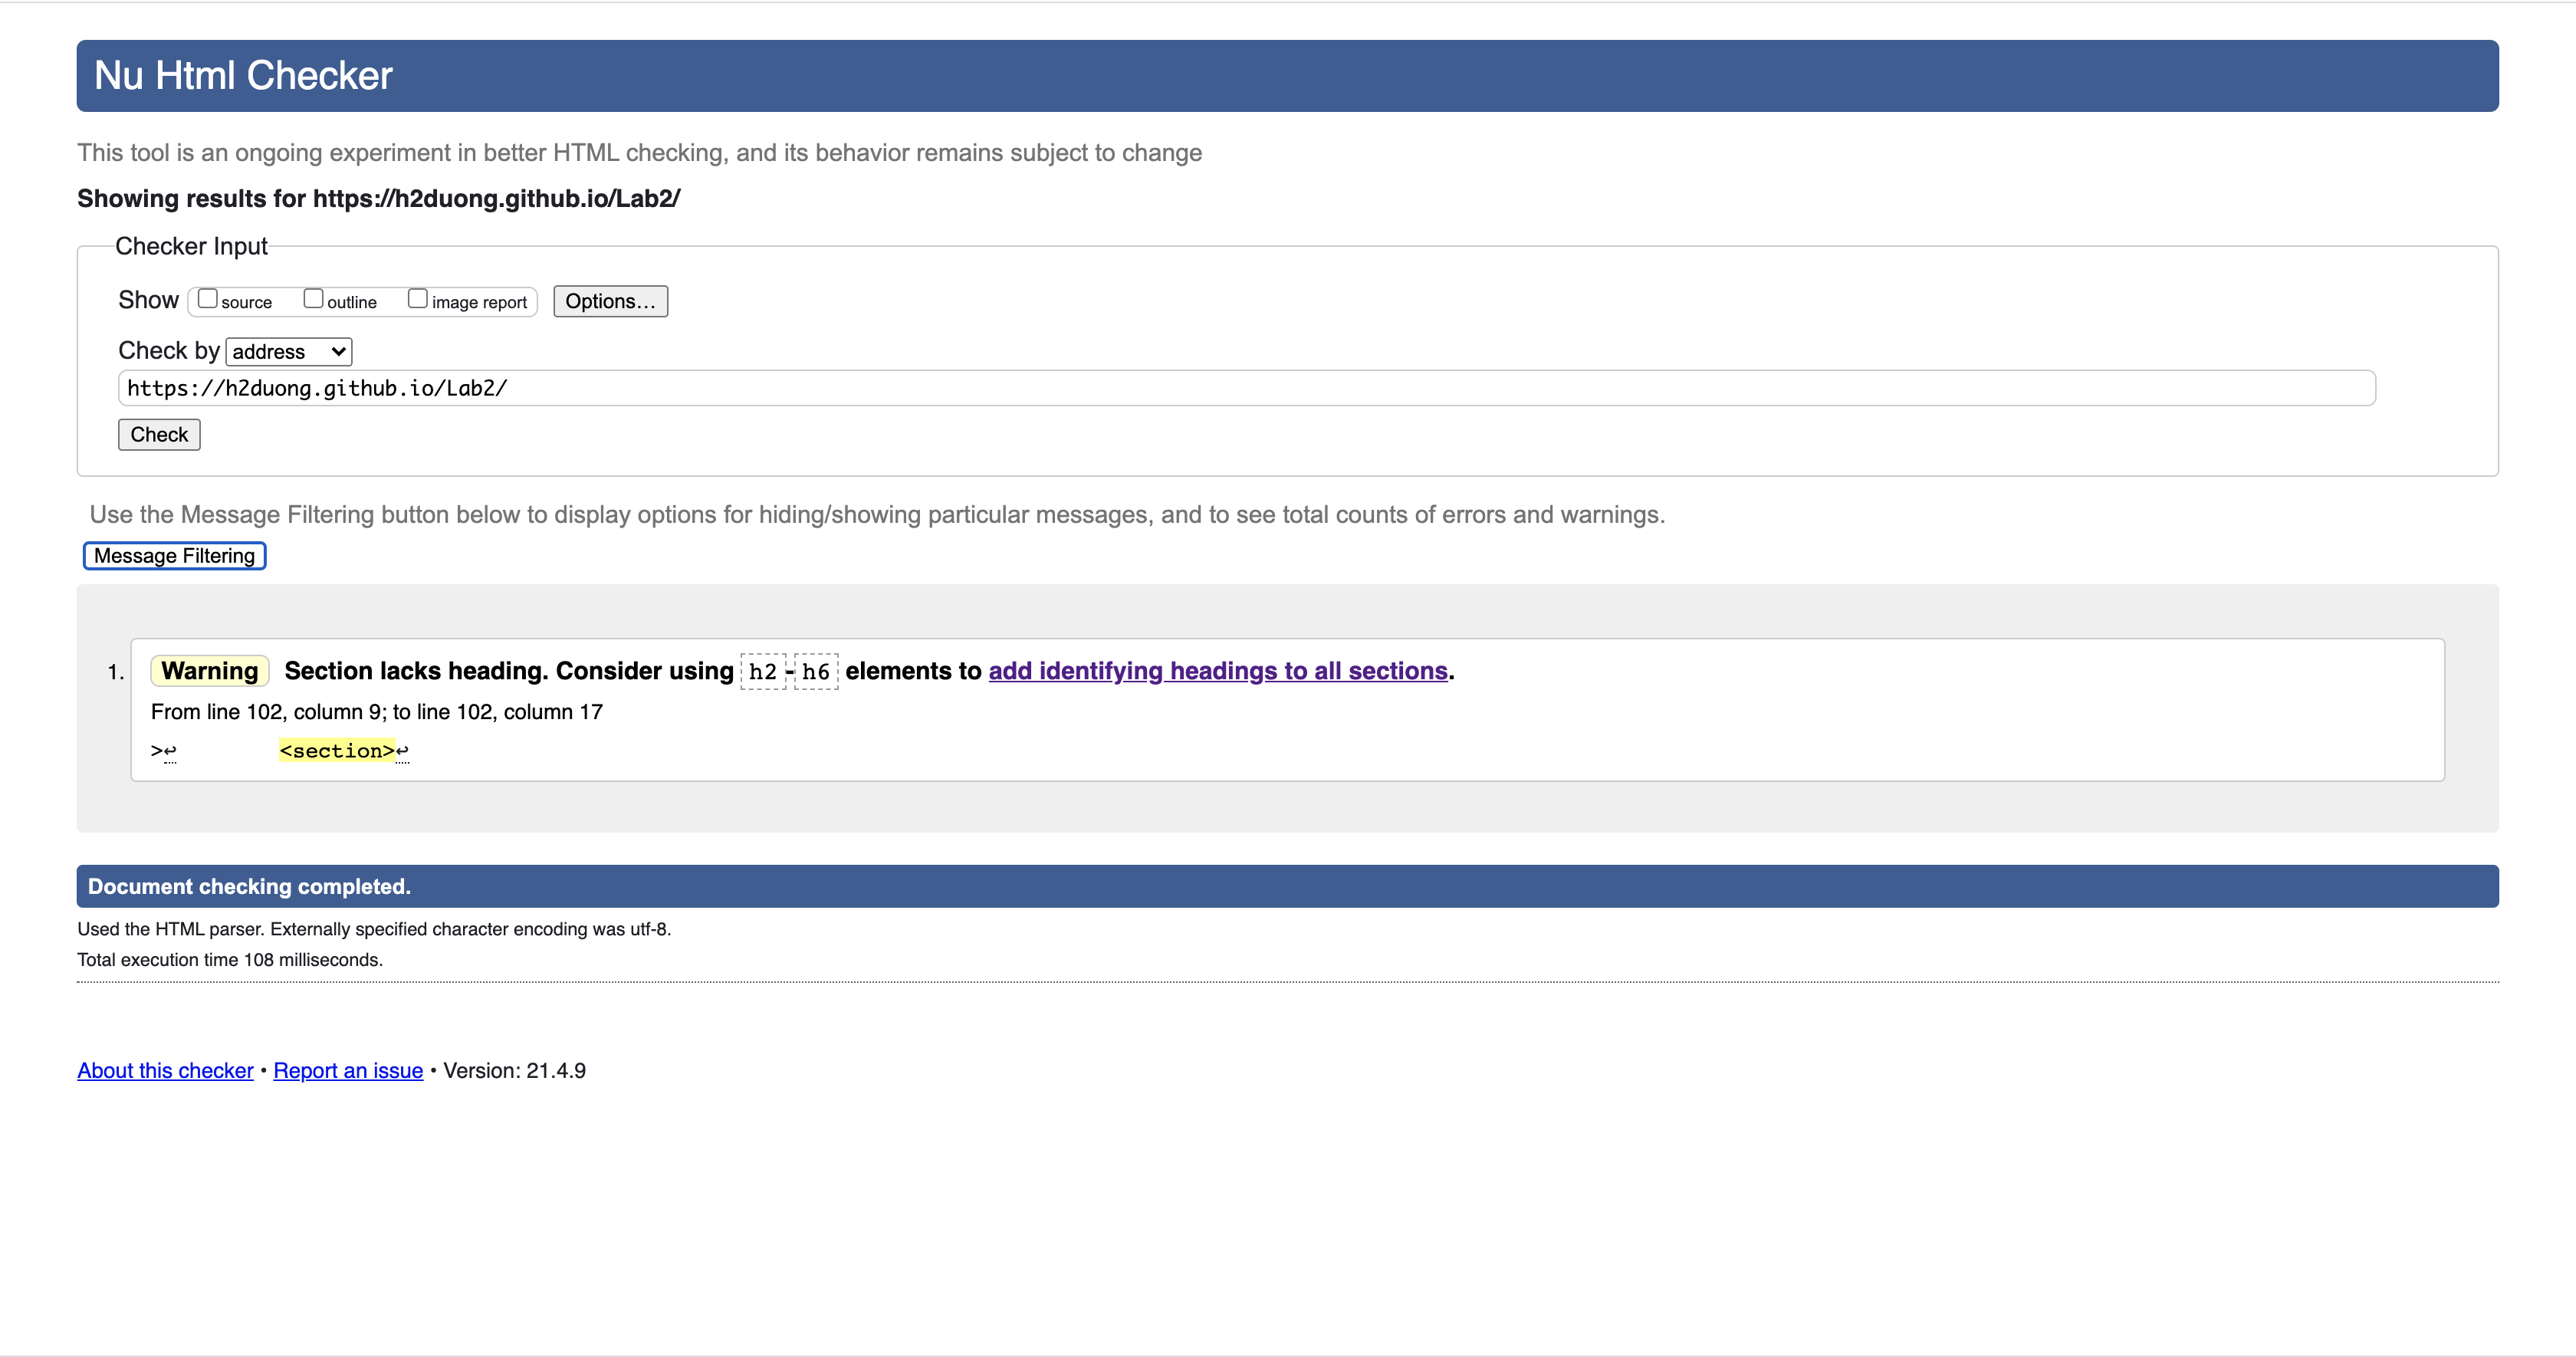 Nu Html Checker
This tool is an ongoing experiment in better HTML checking, and its behavior remains subject to change
Showing results for https://h2duong.github.io/Lab2/
Checker Input
Show source outline image report Options...
Check by address
https://h2duong.github.io/Lab2/
Check
Use the Message Filtering button below to display options for hiding/showing particular messages, and to see total counts of errors and warnings.
Message Filtering
1. Warning Section lacks heading. Consider using h2-h6 elements to add identifying headings to all sections.
From line 102, column 9; to line 102, column 17
>↩ <section>↩
Document checking completed.
Used the HTML parser. Externally specified character encoding was utf-8.
Total execution time 108 milliseconds.
About this checker • Report an issue • Version: 21.4.9